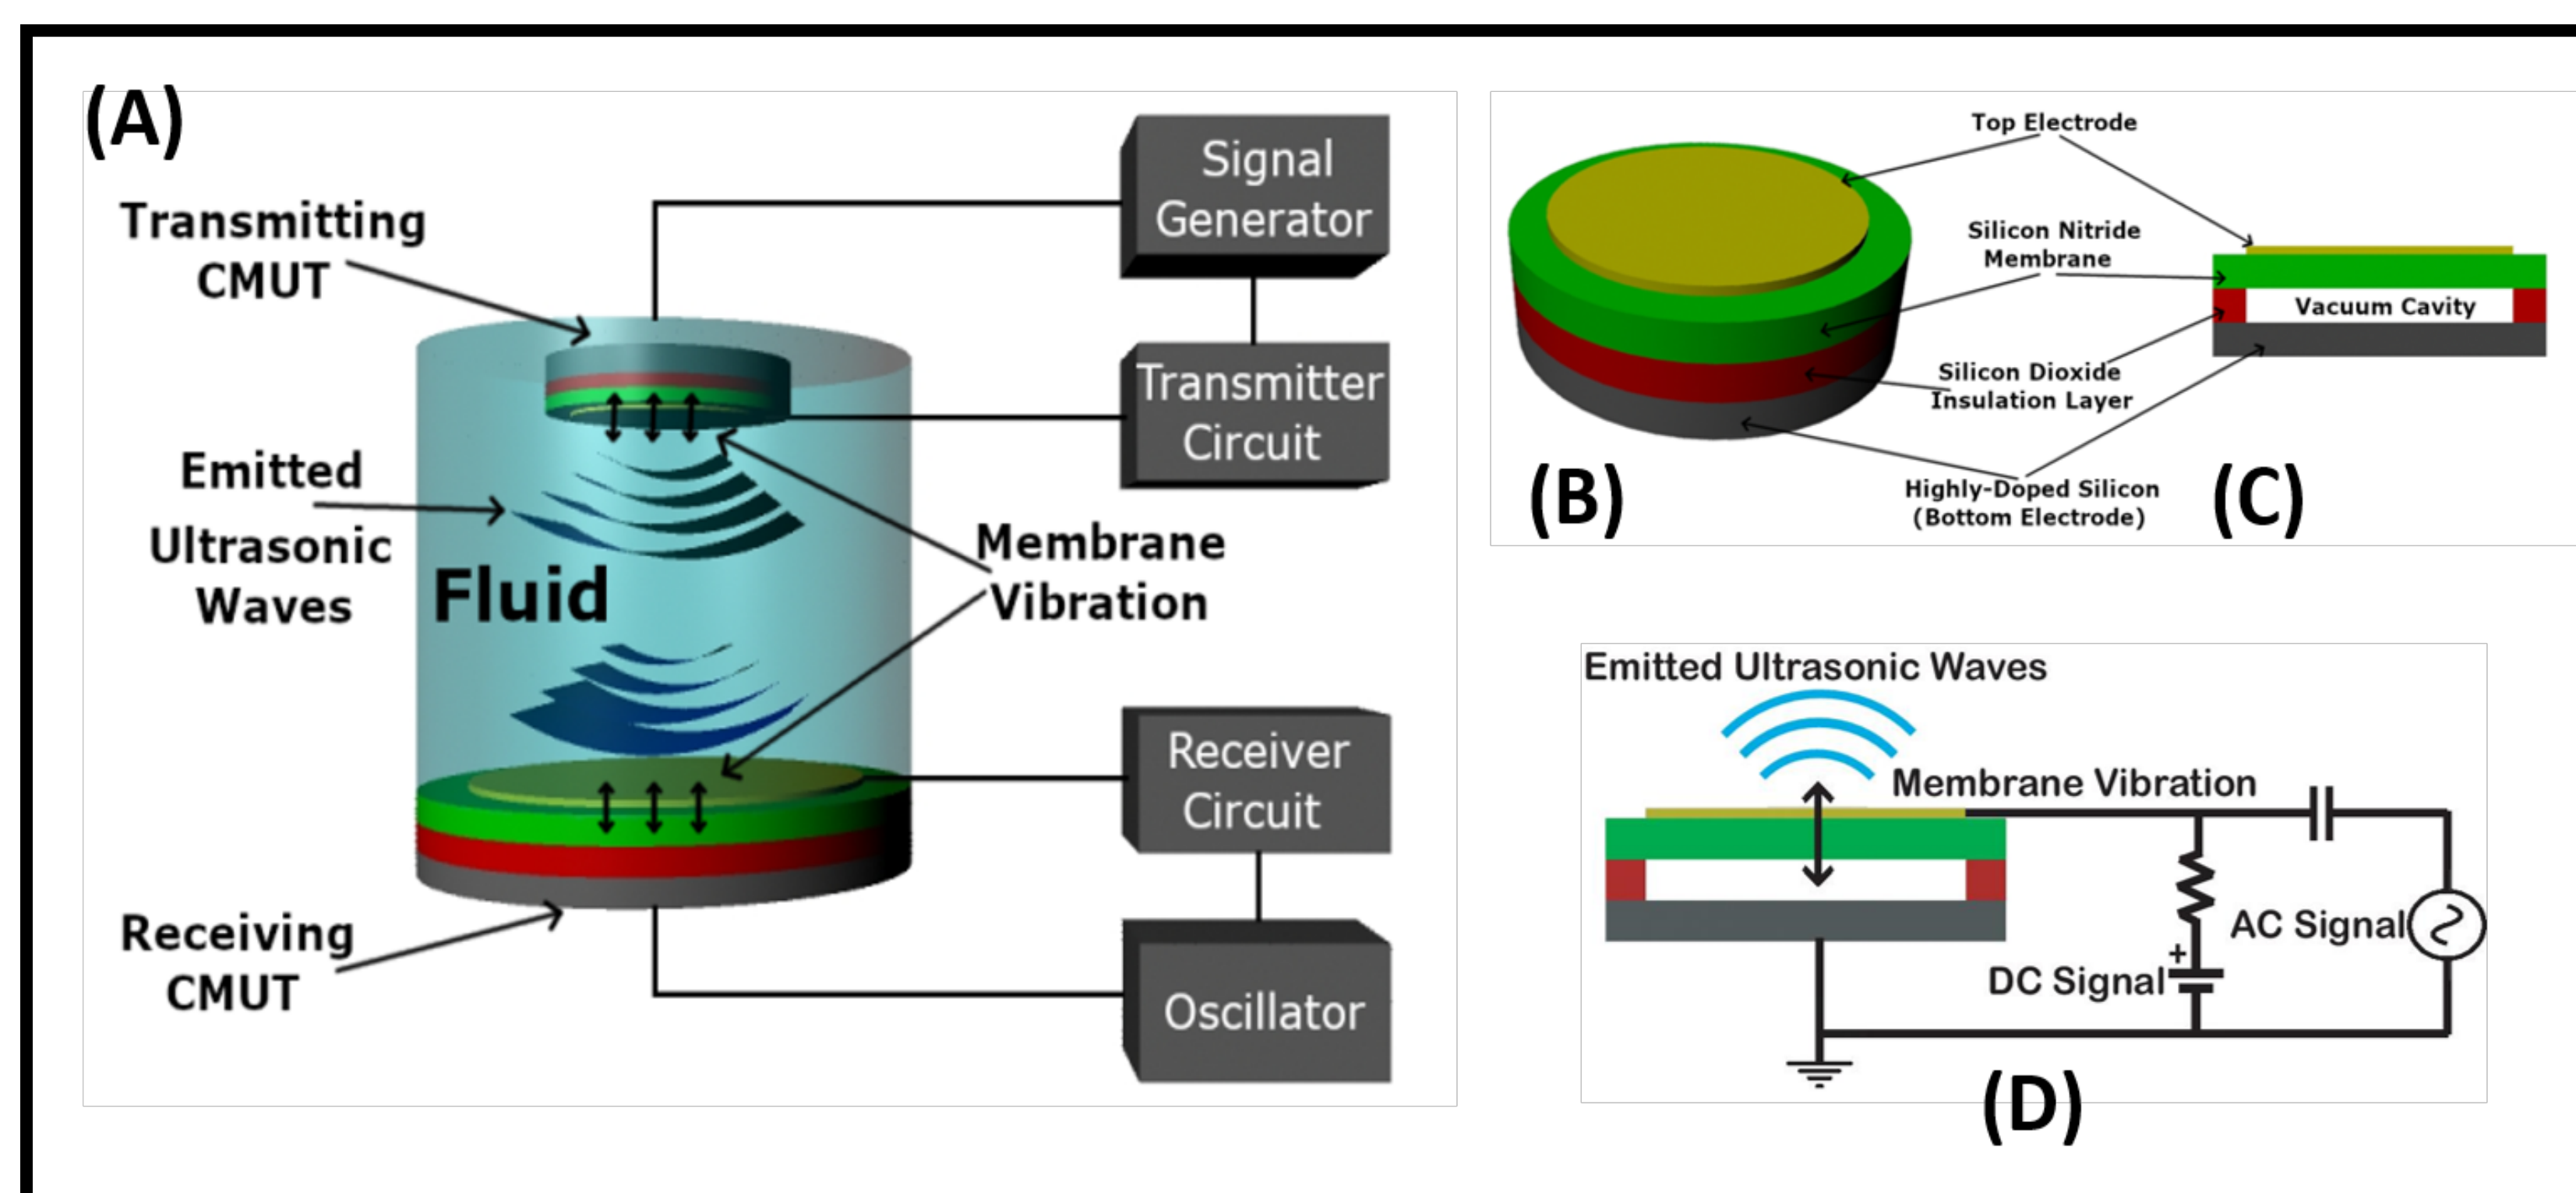 (A)
Transmitting
CMUT
Emitted
Ultrasonic
Waves
Fluid
Membrane
Vibration
Receiving
CMUT
Signal
Generator
Transmitter
Circuit
Receiver
Circuit
Oscillator
Top Electrode
Silicon Nitride
Membrane
Vacuum Cavity
Silicon Dioxide
Insulation Layer
Highly-Doped Silicon
(Bottom Electrode)
(B)
(C)
Emitted Ultrasonic Waves
Membrane Vibration
AC Signal
+
DC Signal
(D)